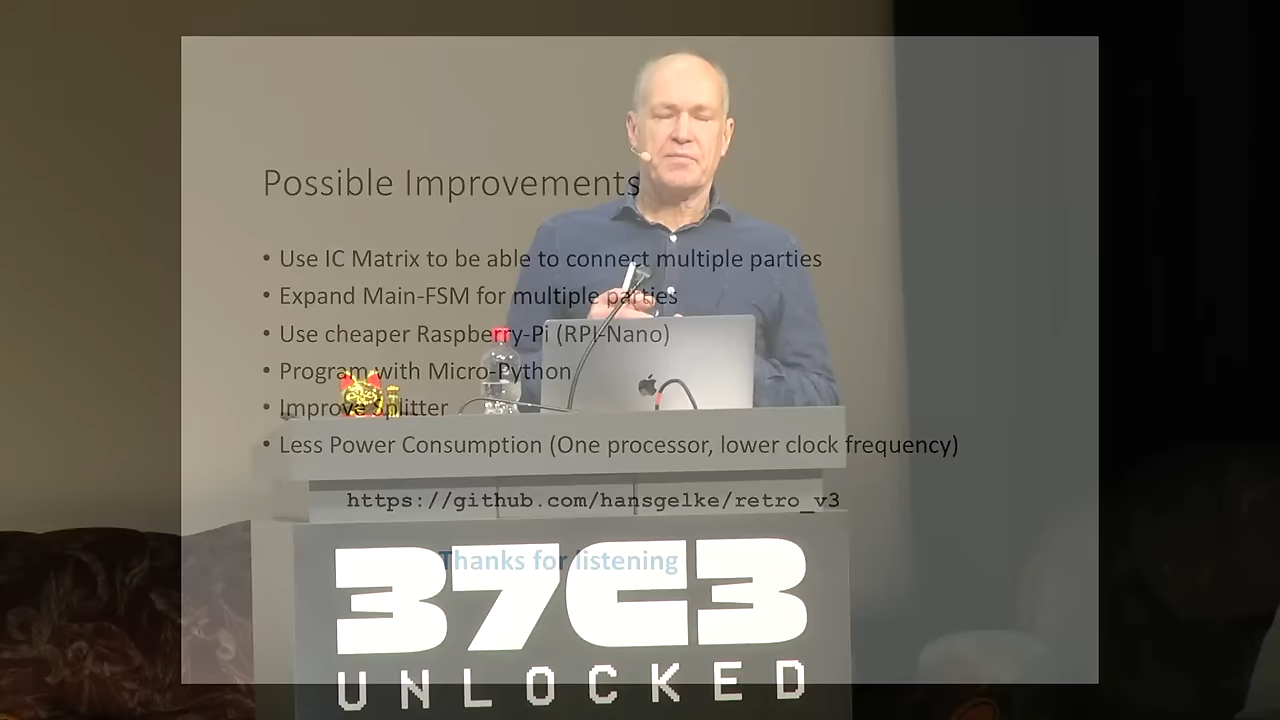 Possible Improvements
• Use IC Matrix to be able to connect multiple parties
• Expand Main-FSM for multiple parties
• Use cheaper Raspberry-Pi (RPI-Nano)
• Program with Micro-Python
• Improve Splitter
• Less Power Consumption (One processor, lower clock frequency)
https://github.com/hansgelke/retro_v3
Thanks for listening
37C3
UNLOCKED